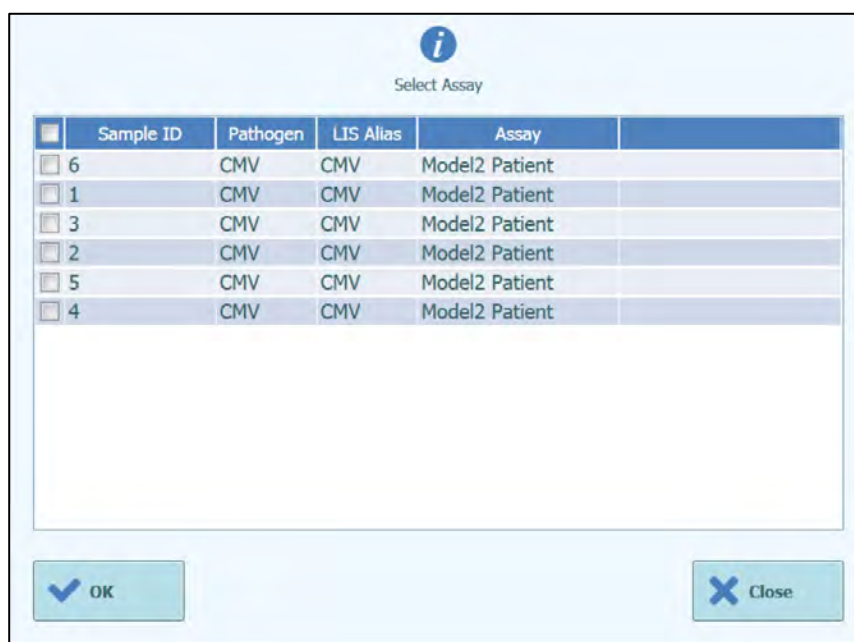 i
Select Assay
Sample ID Pathogen LIS Alias Assay
6 CMV CMV Model2 Patient
1 CMV CMV Model2 Patient
3 CMV CMV Model2 Patient
2 CMV CMV Model2 Patient
5 CMV CMV Model2 Patient
4 CMV CMV Model2 Patient
OK Close